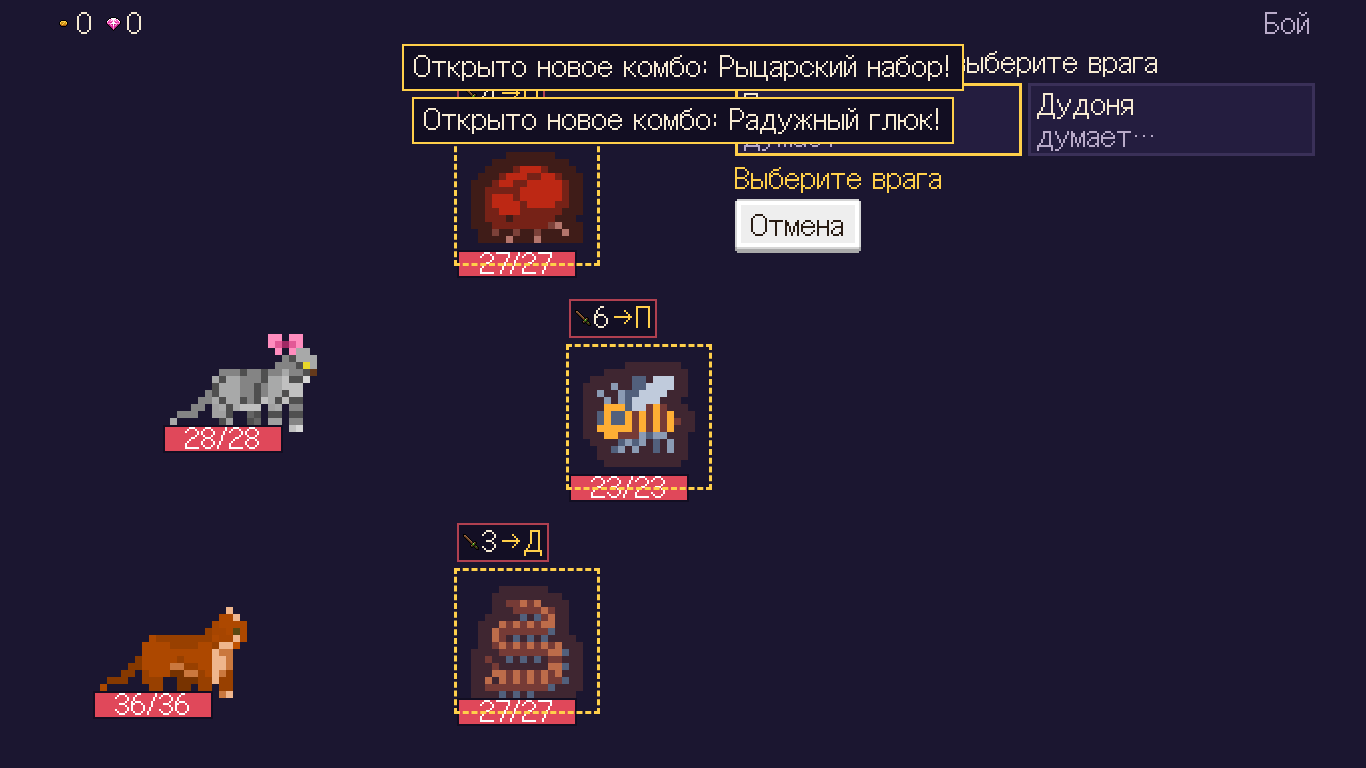 0 0
Бой
Открыто новое комбо: Рыцарский набор!
выберите врага
Открыто новое комбо: Радужный глюк!
Дудоня
думает...
Выберите врага
Отмена
27/27
6→П
28/28
23/23
3→Д
36/36
27/27